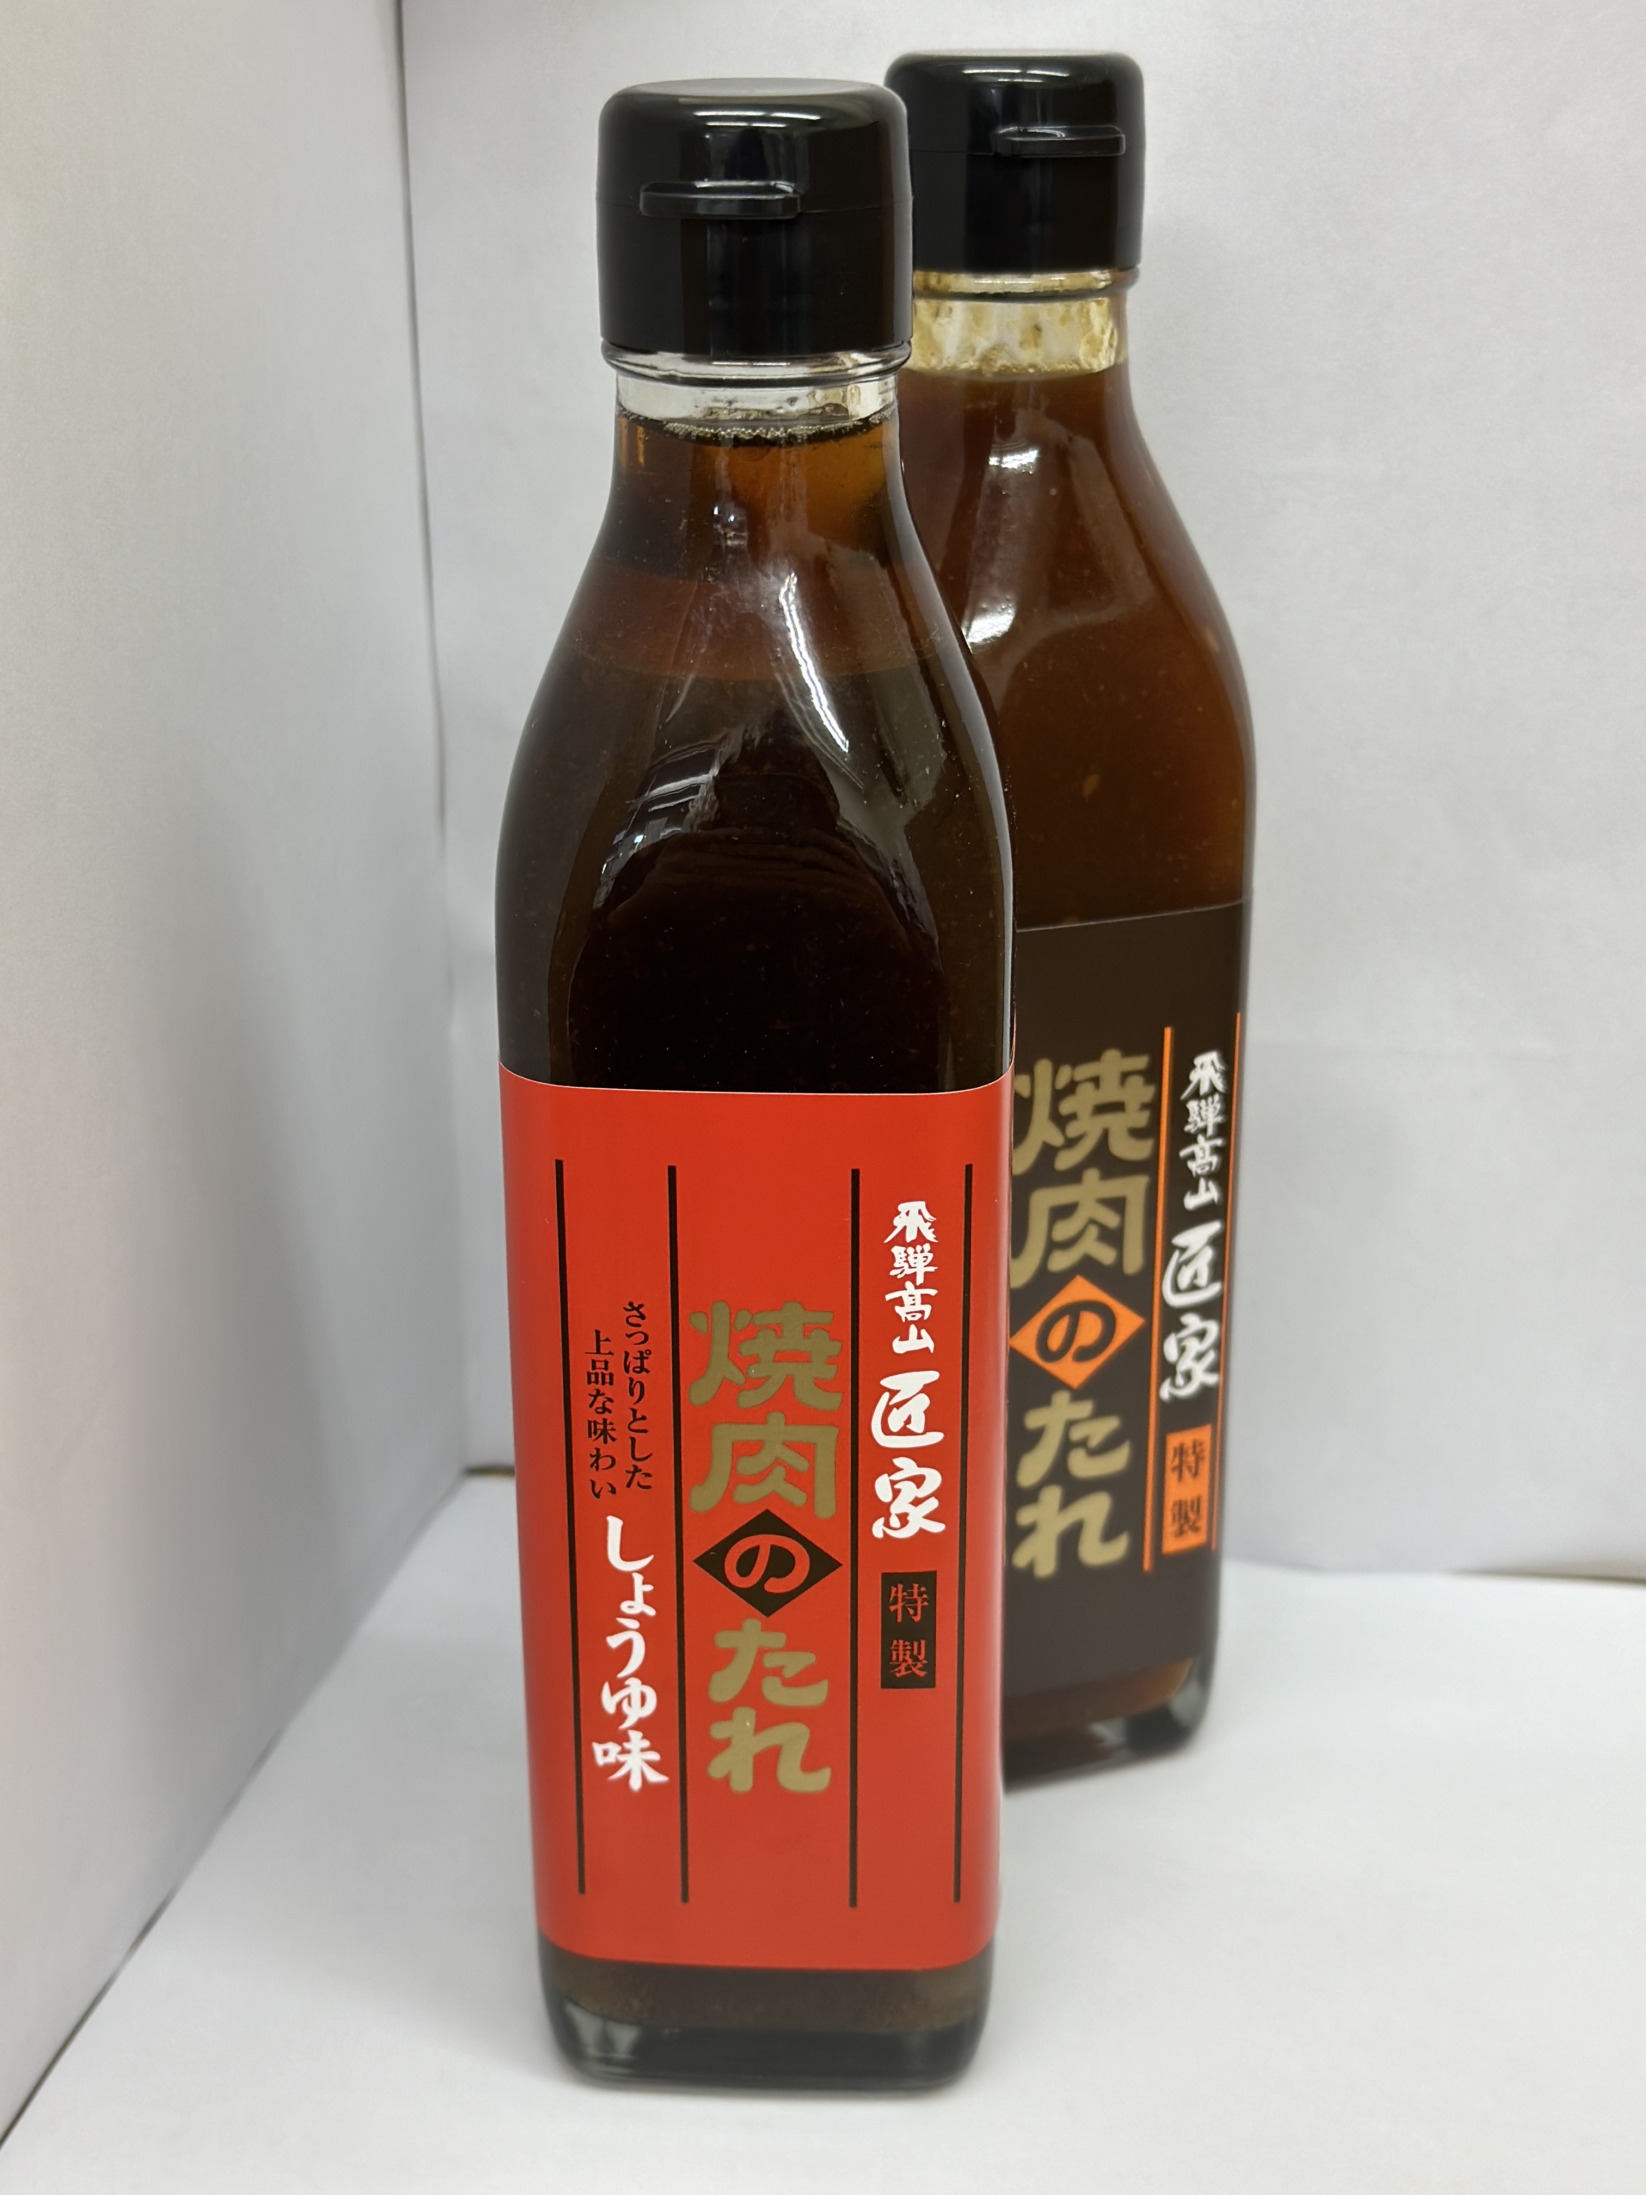 飛騨高山 匠家 特製
焼肉のたれ
さっぱりとした
上品な味わい
しょうゆ味
飛騨高山 匠家 特製
焼肉のたれ